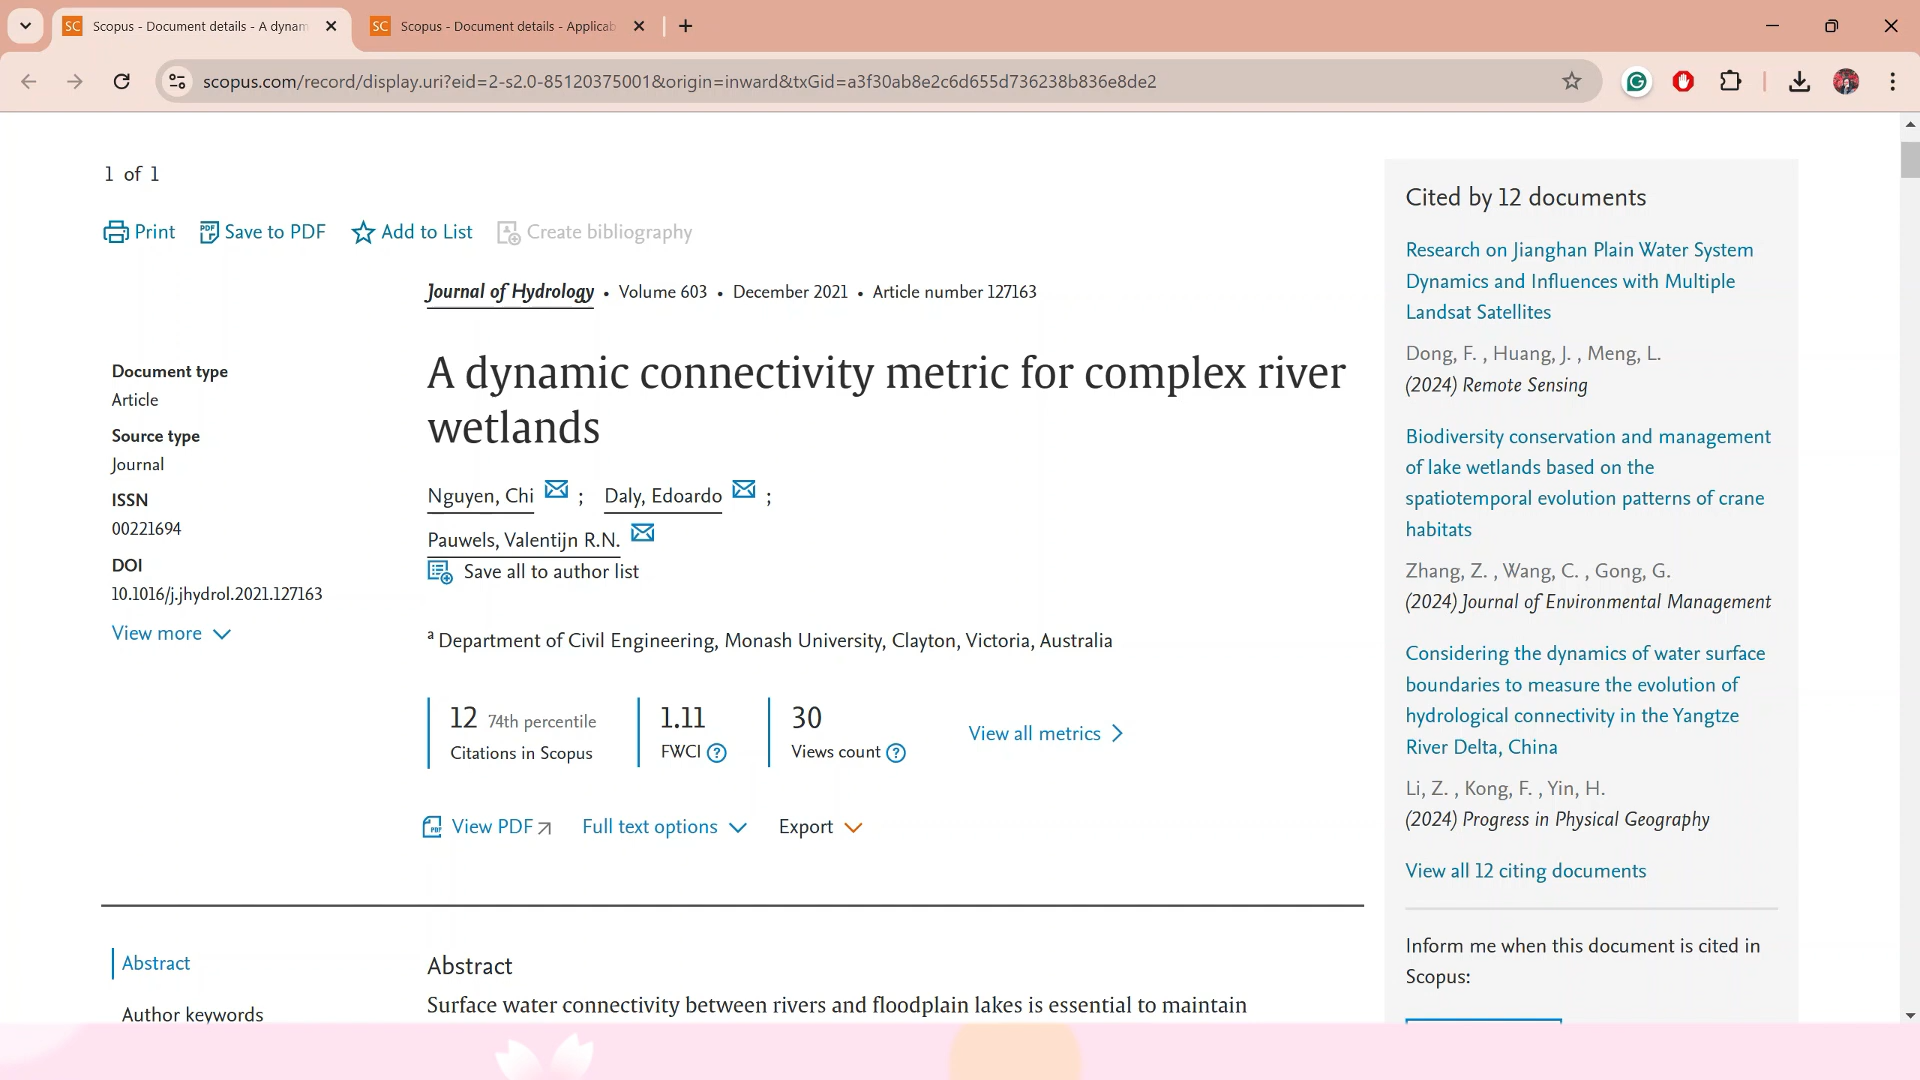 Scopus - Document details - A dynam
Scopus - Document details - Applicab
scopus.com/record/display.uri?eid=2-s2.0-85120375001&origin=inward&txGid=a3f30ab8e2c6d655d736238b836e8de2
1 of 1
Print
Save to PDF
Add to List
Create bibliography
Journal of Hydrology • Volume 603 • December 2021 • Article number 127163
Document type
Article
Source type
Journal
ISSN
00221694
DOI
10.1016/j.jhydrol.2021.127163
View more
A dynamic connectivity metric for complex river
wetlands
Nguyen, Chi ; Daly, Edoardo ;
Pauwels, Valentijn R.N.
Save all to author list
a Department of Civil Engineering, Monash University, Clayton, Victoria, Australia
12 74th percentile
Citations in Scopus
1.11
FWCI ?
30
Views count ?
View all metrics
View PDF
Full text options
Export
Abstract
Author keywords
Abstract
Surface water connectivity between rivers and floodplain lakes is essential to maintain
Cited by 12 documents
Research on Jianghan Plain Water System
Dynamics and Influences with Multiple
Landsat Satellites
Dong, F. , Huang, J. , Meng, L.
(2024) Remote Sensing
Biodiversity conservation and management
of lake wetlands based on the
spatiotemporal evolution patterns of crane
habitats
Zhang, Z. , Wang, C. , Gong, G.
(2024) Journal of Environmental Management
Considering the dynamics of water surface
boundaries to measure the evolution of
hydrological connectivity in the Yangtze
River Delta, China
Li, Z. , Kong, F. , Yin, H.
(2024) Progress in Physical Geography
View all 12 citing documents
Inform me when this document is cited in
Scopus: